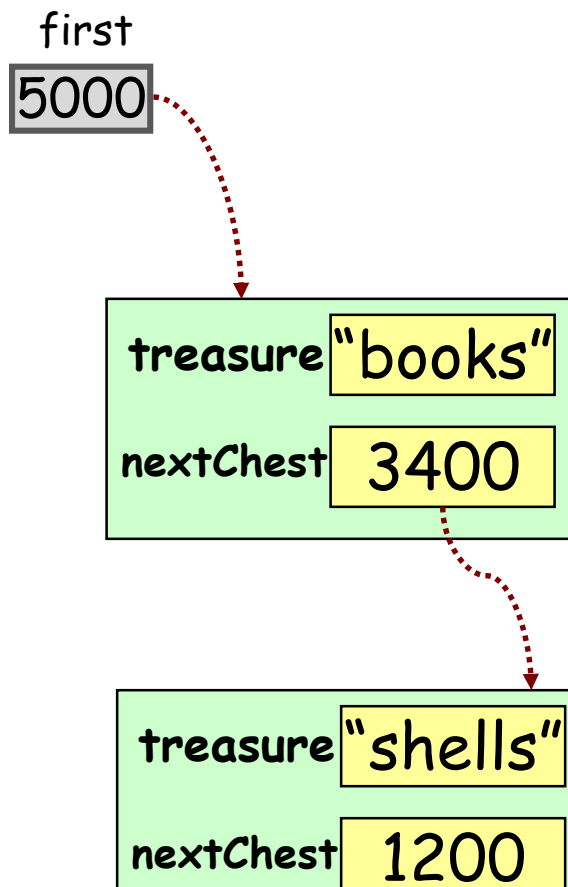 first
5000
treasure “books”
nextChest 3400
treasure “shells”
nextChest 1200